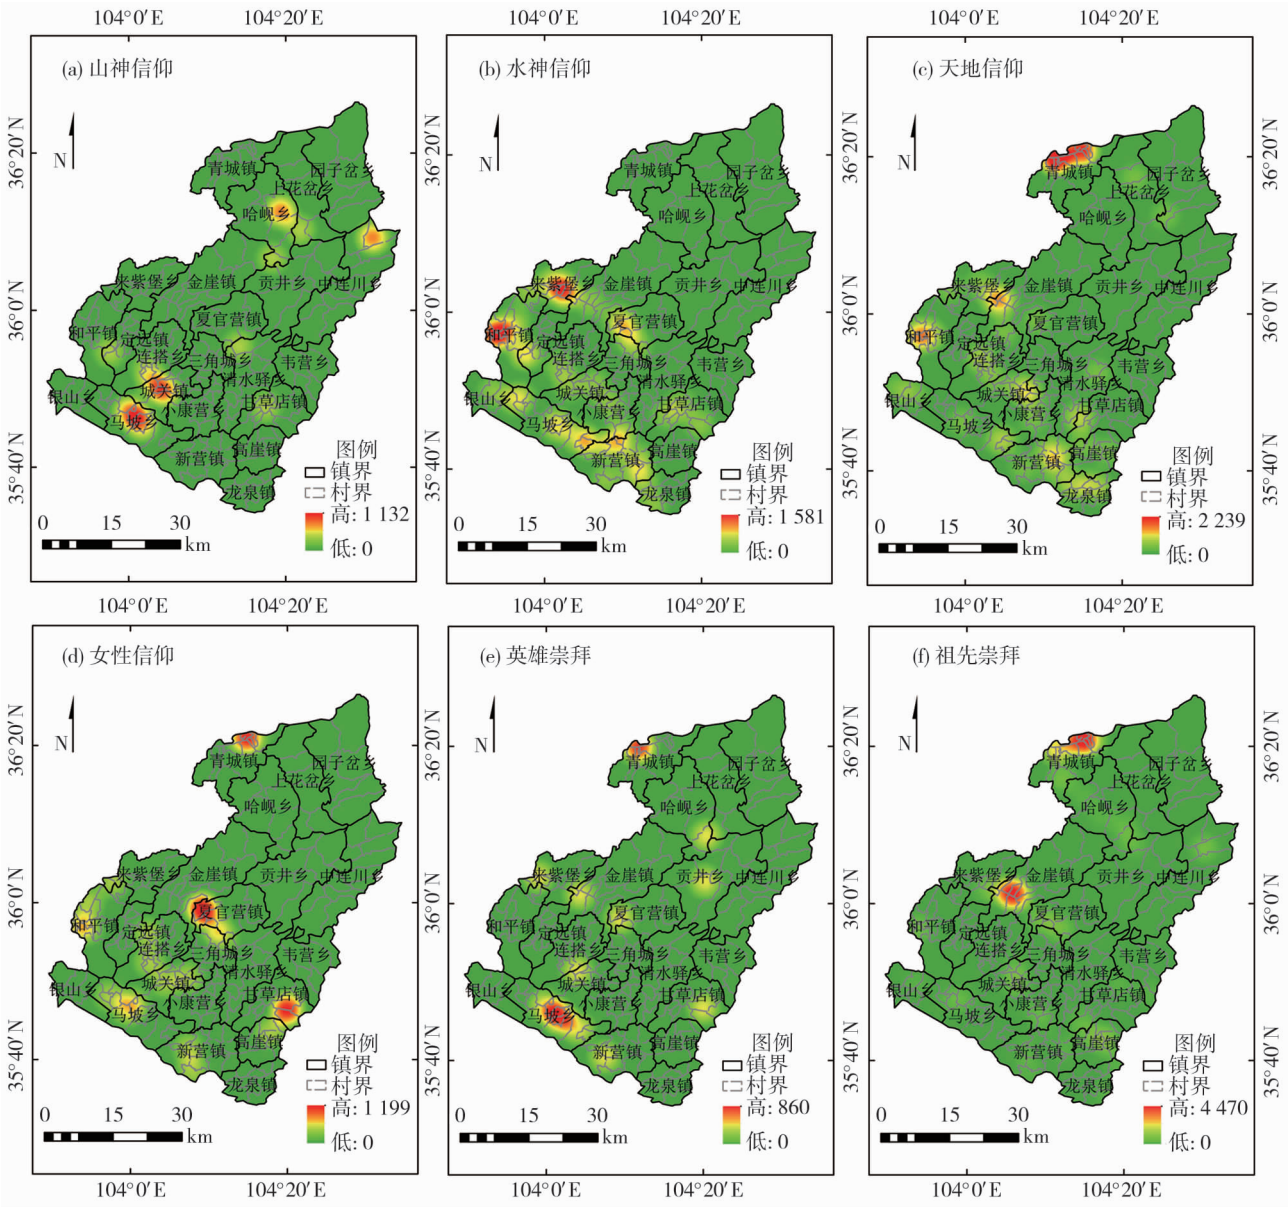 104°0′E 104°20′E 104°0′E 104°20′E 104°0′E 104°20′E
(a) 山神信仰
N
36°20′N
36°0′N
35°40′N
青城镇
园子岔乡
上花岔乡
哈岘乡
来紫堡乡 金崖镇 贡井乡 中连川乡
夏官营镇
和平镇 定远镇
连搭乡 三角城乡 韦营乡
清水驿乡
银山乡 城关镇 甘草店镇
马坡乡 小康营乡
新营镇 高崖镇
龙泉镇
图例
镇界
村界
高: 1 132
低: 0
0 15 30
km
(b) 水神信仰
N
36°20′N
36°0′N
35°40′N
青城镇
园子岔乡
上花岔乡
哈岘乡
来紫堡乡 金崖镇 贡井乡 中连川乡
夏官营镇
和平镇 定远镇
连搭乡 三角城乡 韦营乡
清水驿乡
银山乡 城关镇 甘草店镇
马坡乡 小康营乡
新营镇 高崖镇
龙泉镇
图例
镇界
村界
高: 1 581
低: 0
0 15 30
km
(c) 天地信仰
N
36°20′N
36°0′N
35°40′N
36°20′N
36°0′N
35°40′N
青城镇
园子岔乡
上花岔乡
哈岘乡
来紫堡乡 金崖镇 贡井乡 中连川乡
夏官营镇
和平镇 定远镇
连搭乡 三角城乡 韦营乡
清水驿乡
银山乡 城关镇 甘草店镇
马坡乡 小康营乡
新营镇 高崖镇
龙泉镇
图例
镇界
村界
高: 2 239
低: 0
0 15 30
km
104°0′E 104°20′E 104°0′E 104°20′E 104°0′E 104°20′E
(d) 女性信仰
N
36°20′N
36°0′N
35°40′N
青城镇
园子岔乡
上花岔乡
哈岘乡
来紫堡乡 金崖镇 贡井乡 中连川乡
夏官营镇
和平镇 定远镇
连搭乡 三角城乡 韦营乡
清水驿乡
银山乡 城关镇 甘草店镇
马坡乡 小康营乡
新营镇 高崖镇
龙泉镇
图例
镇界
村界
高: 1 199
低: 0
0 15 30
km
(e) 英雄崇拜
N
36°20′N
36°0′N
35°40′N
青城镇
园子岔乡
上花岔乡
哈岘乡
来紫堡乡 金崖镇 贡井乡 中连川乡
夏官营镇
和平镇 定远镇
连搭乡 三角城乡 韦营乡
清水驿乡
银山乡 城关镇 甘草店镇
马坡乡 小康营乡
新营镇 高崖镇
龙泉镇
图例
镇界
村界
高: 860
低: 0
0 15 30
km
(f) 祖先崇拜
N
36°20′N
36°0′N
35°40′N
36°20′N
36°0′N
35°40′N
青城镇
园子岔乡
上花岔乡
哈岘乡
来紫堡乡 金崖镇 贡井乡 中连川乡
夏官营镇
和平镇 定远镇
连搭乡 三角城乡 韦营乡
清水驿乡
银山乡 城关镇 甘草店镇
马坡乡 小康营乡
新营镇 高崖镇
龙泉镇
图例
镇界
村界
高: 4 470
低: 0
0 15 30
km
104°0′E 104°20′E 104°0′E 104°20′E 104°0′E 104°20′E